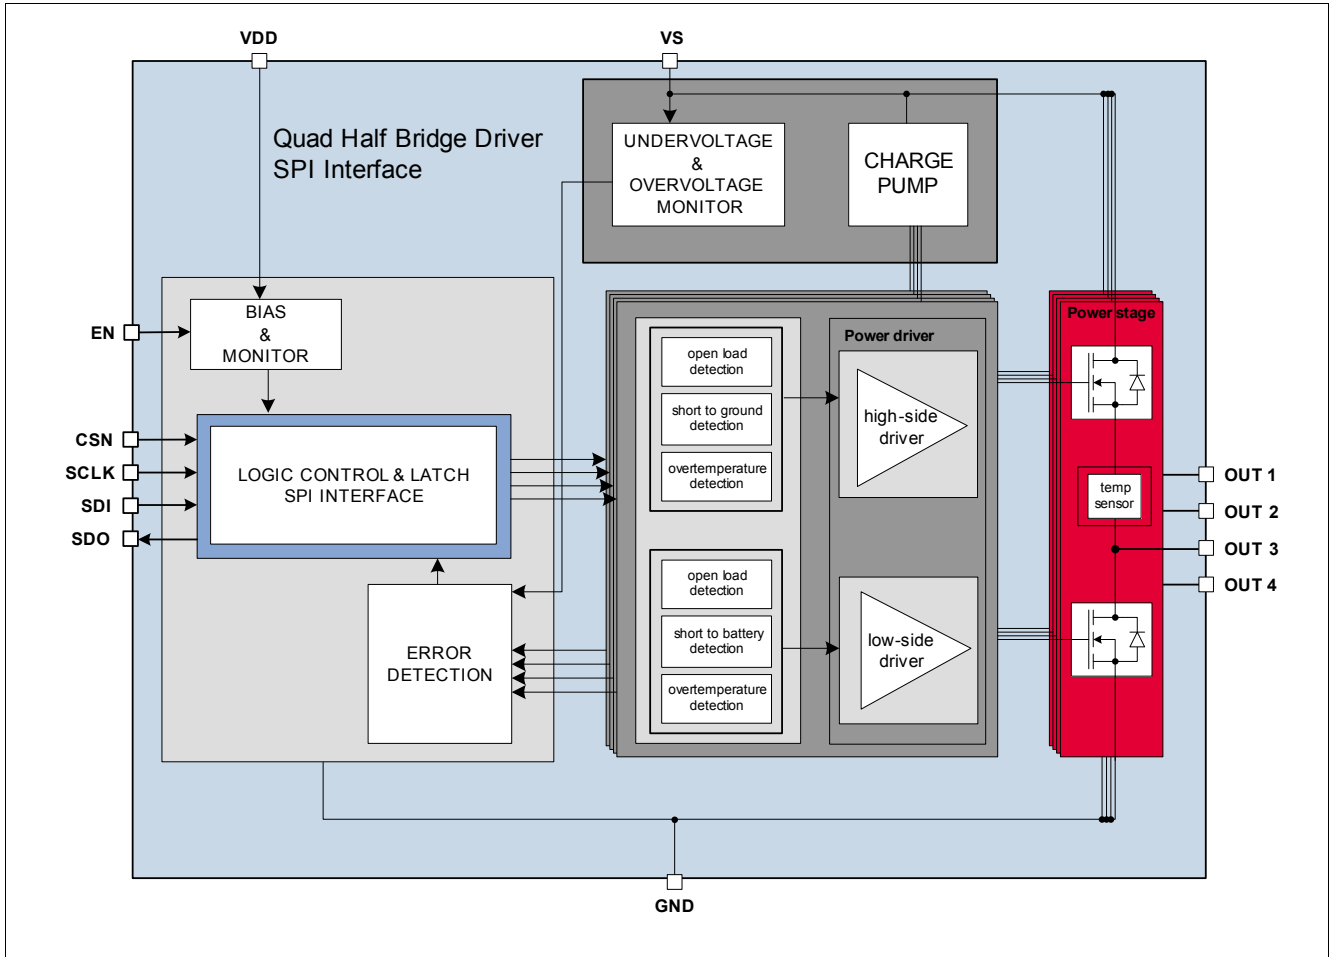 VDD
VS
Quad Half Bridge Driver
SPI Interface
UNDERVOLTAGE
&
OVERVOLTAGE
MONITOR
CHARGE
PUMP
BIAS
&
MONITOR
EN
CSN
SCLK
SDI
SDO
LOGIC CONTROL & LATCH
SPI INTERFACE
ERROR
DETECTION
open load
detection
short to ground
detection
overtemperature
detection
open load
detection
short to battery
detection
overtemperature
detection
Power driver
high-side
driver
low-side
driver
Power stage
temp
sensor
OUT 1
OUT 2
OUT 3
OUT 4
GND